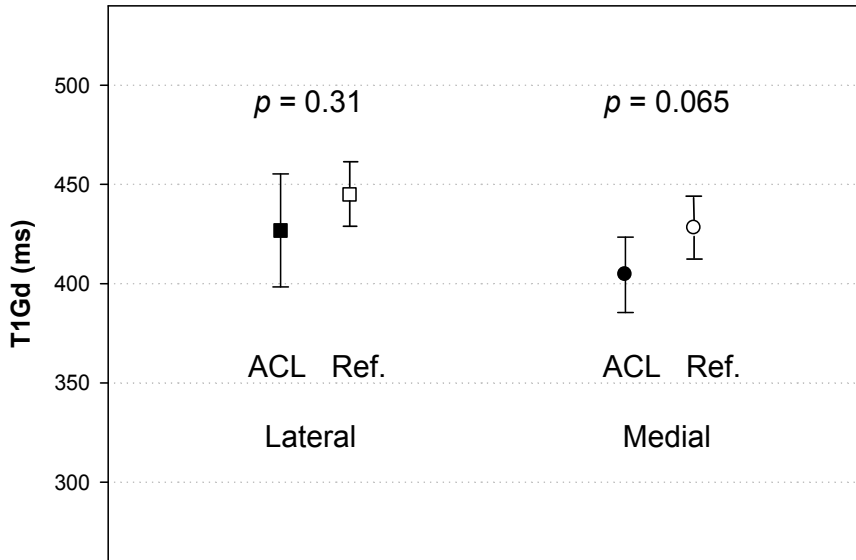 T1Gd (ms)
500
450
400
350
300
p = 0.31
p = 0.065
ACL Ref.
ACL Ref.
Lateral
Medial